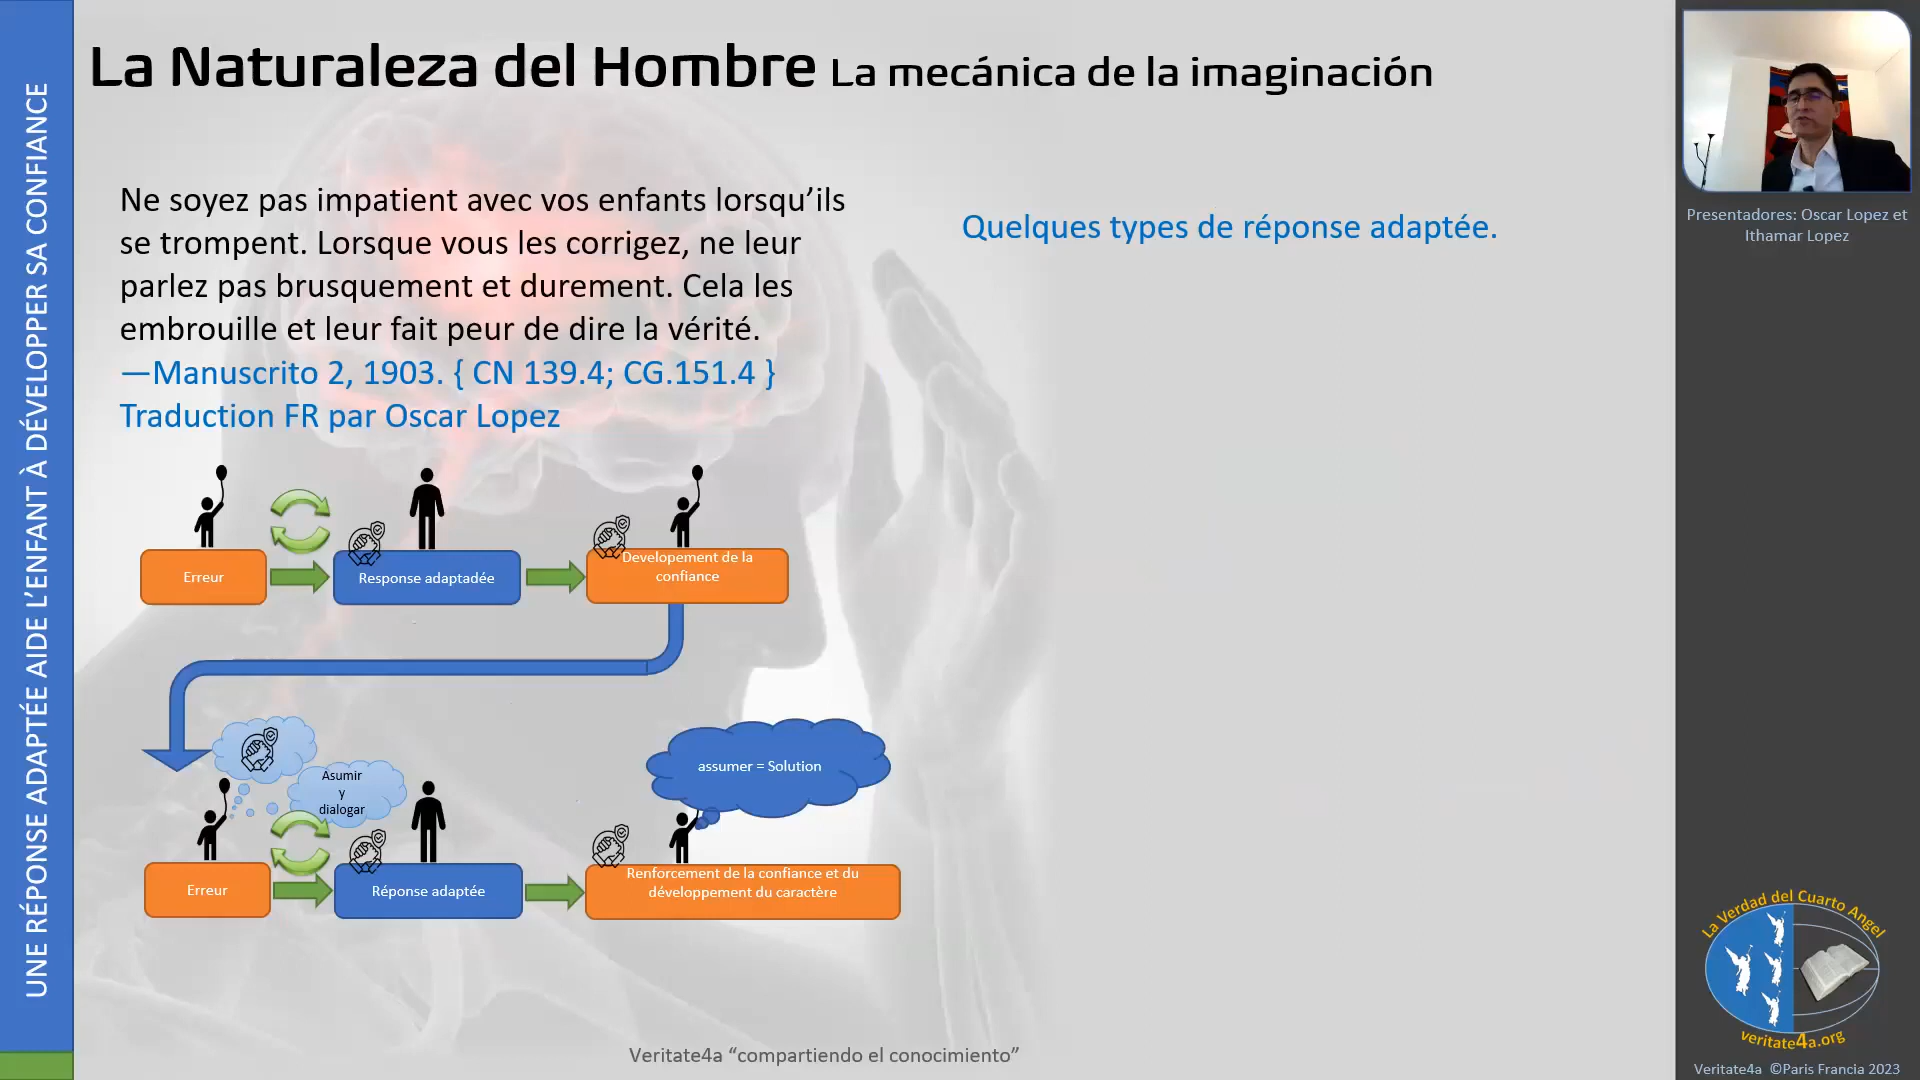 UNE RÉPONSE ADAPTÉE AIDE L'ENFANT À DÉVELOPPER SA CONFIANCE
La Naturaleza del Hombre La mecánica de la imaginación
Ne soyez pas impatient avec vos enfants lorsqu'ils
se trompent. Lorsque vous les corrigez, ne leur
parlez pas brusquement et durement. Cela les
embrouille et leur fait peur de dire la vérité.
—Manuscrito 2, 1903. { CN 139.4; CG.151.4 }
Traduction FR par Oscar Lopez
Quelques types de réponse adaptée.
Erreur
Response adaptadée
Developement de la
confiance
Asumir
y
dialogar
assumer = Solution
Erreur
Réponse adaptée
Renforcement de la confiance et du
développement du caractère
Veritate4a “compartiendo el conocimiento”
Presentadores: Oscar Lopez et
Ithamar Lopez
La Verdad del Cuarto Angel
veritate4a.org
Veritate4a ©Paris Francia 2023